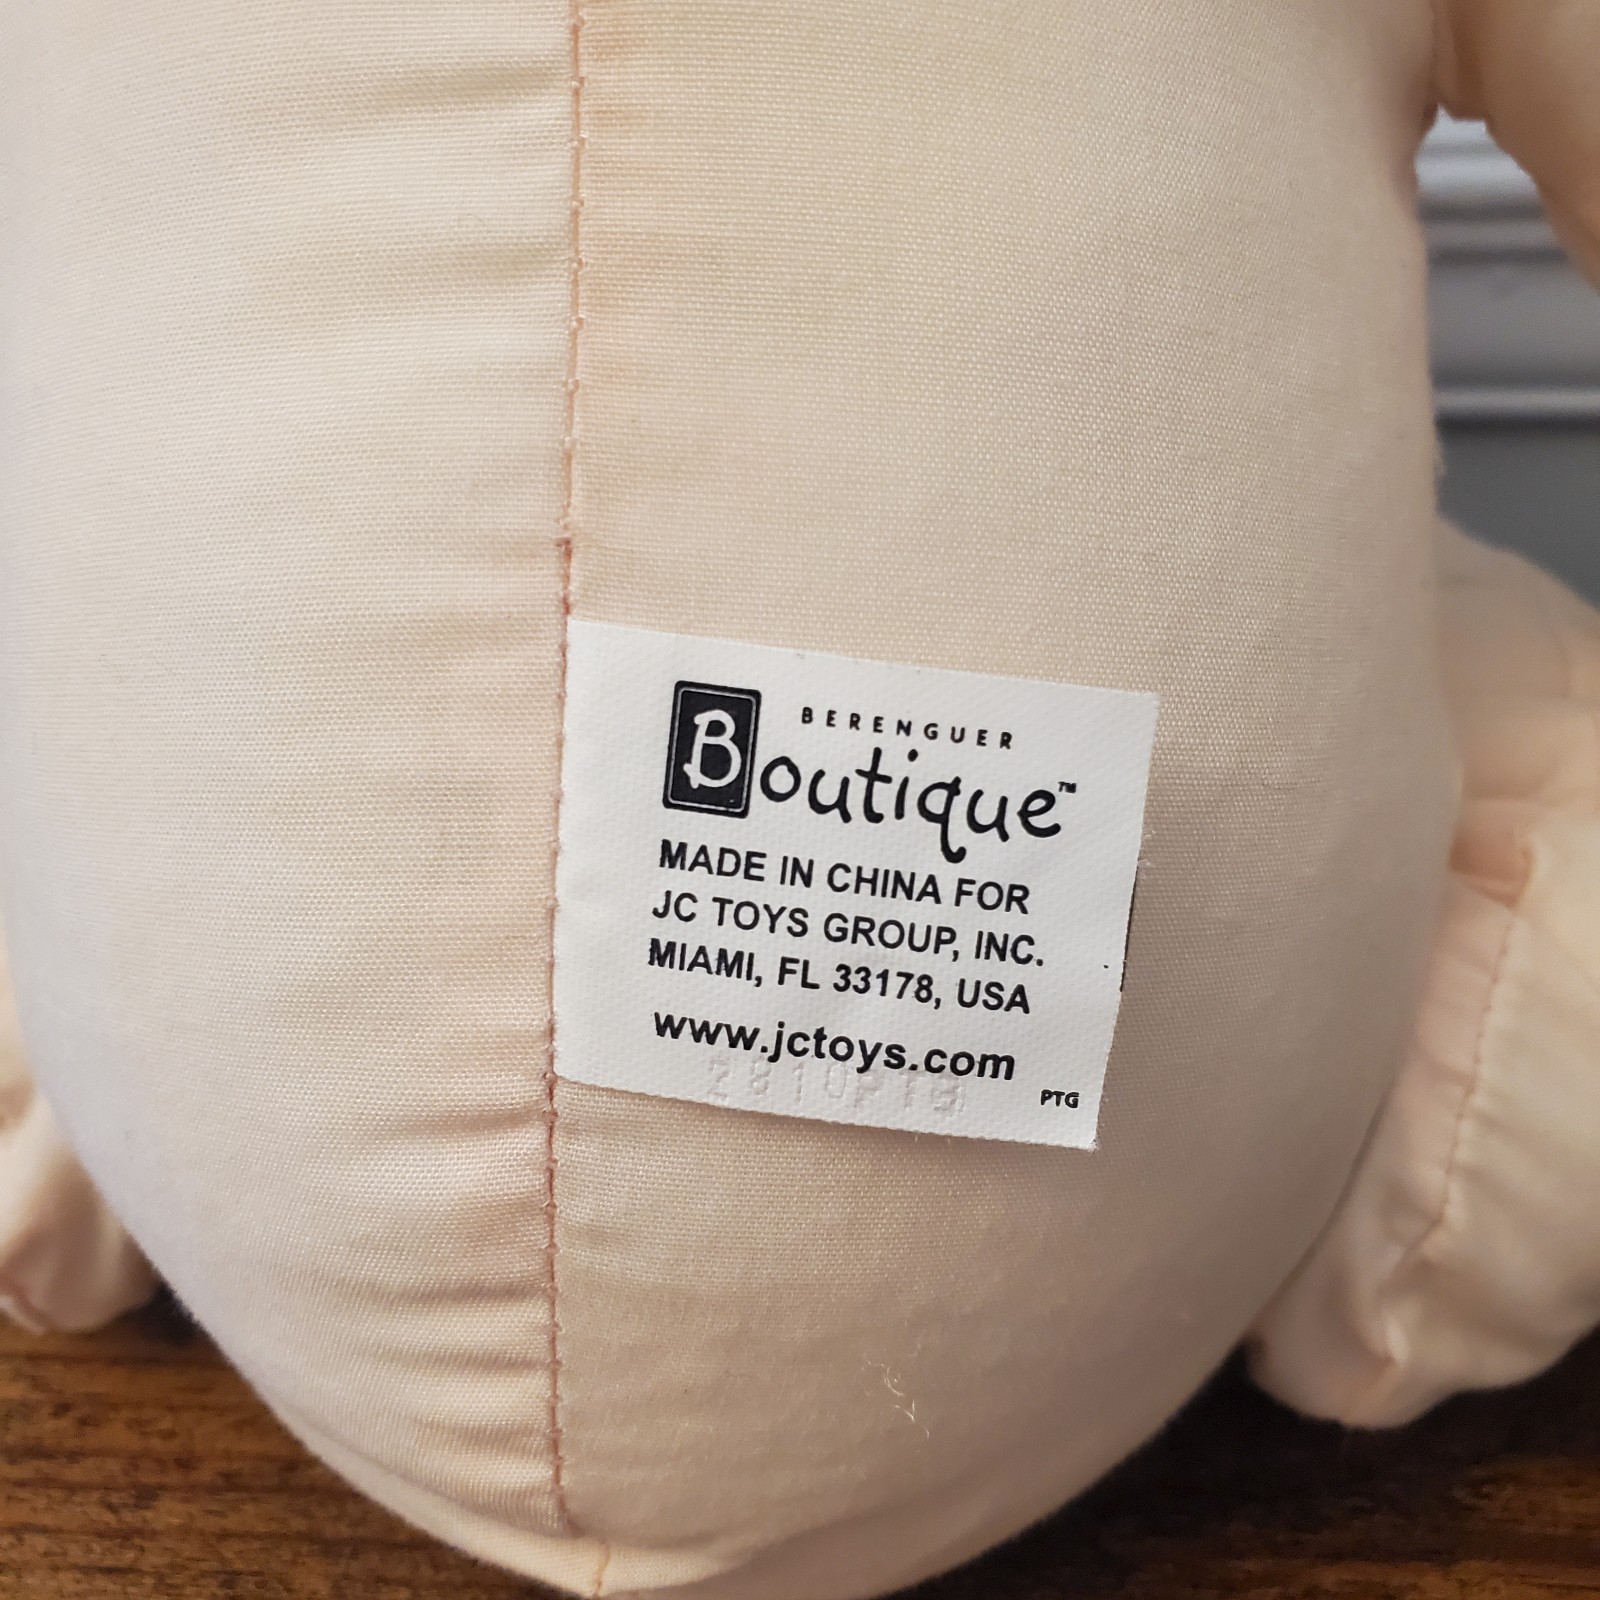 BERENGUER
Boutique™
MADE IN CHINA FOR
JC TOYS GROUP, INC.
MIAMI, FL 33178, USA
www.jctoys.com
PTG